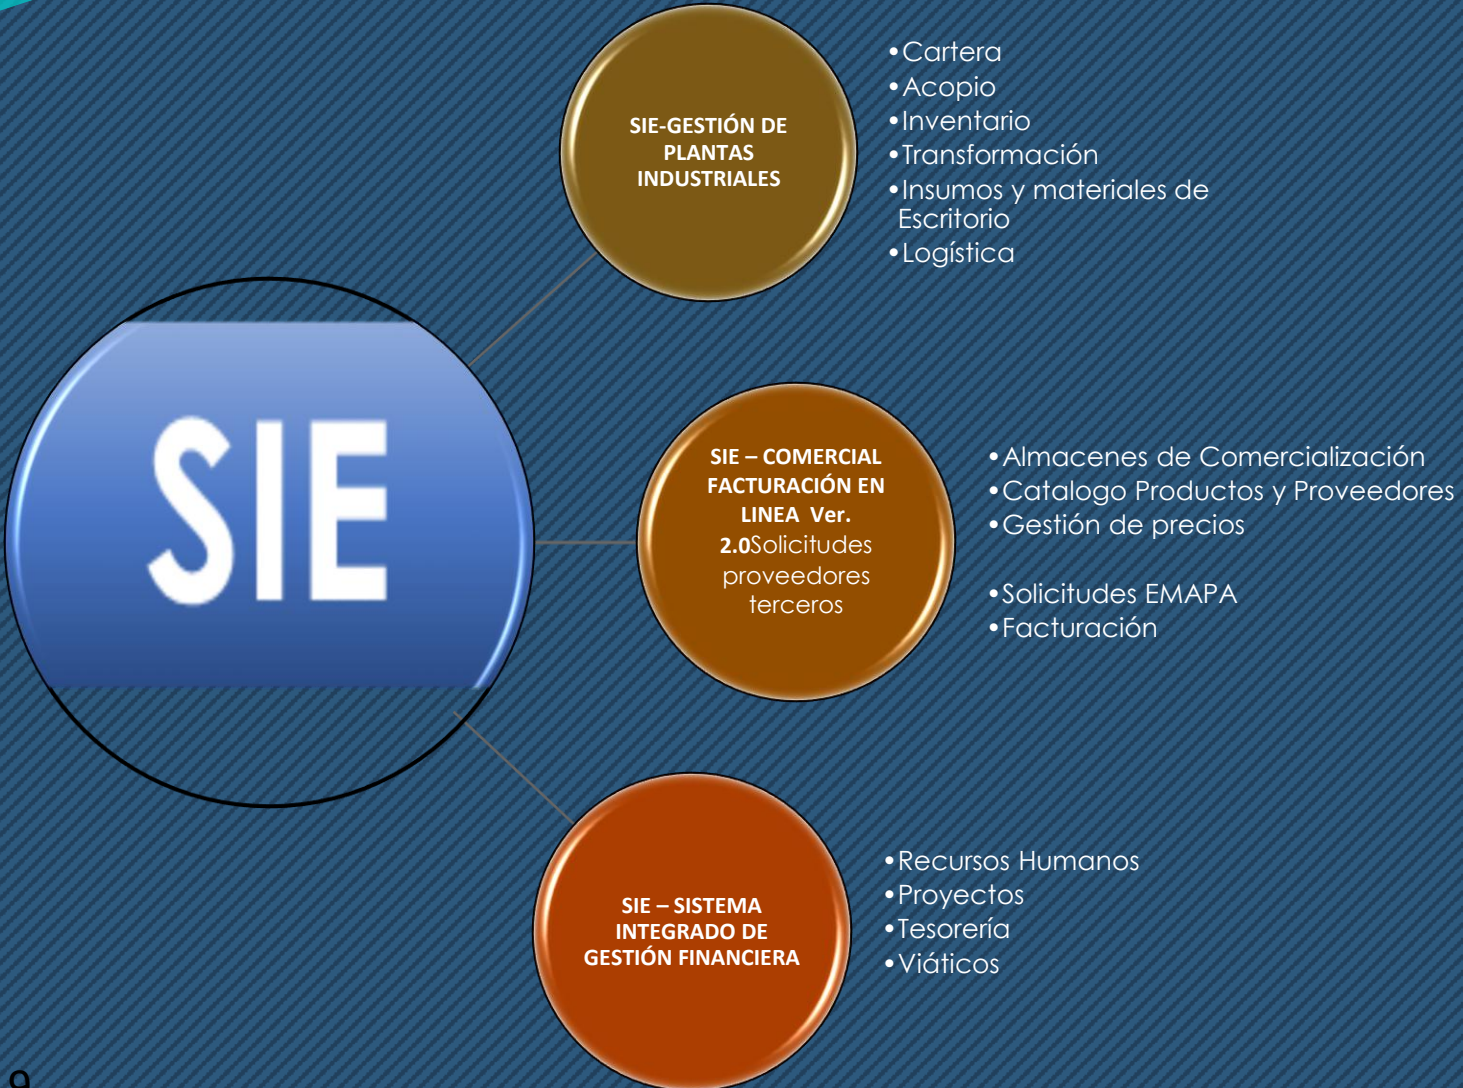 SIE
SIE-GESTIÓN DE
PLANTAS
INDUSTRIALES
•Cartera
•Acopio
•Inventario
•Transformación
•Insumos y materiales de
Escritorio
•Logística
SIE – COMERCIAL
FACTURACIÓN EN
LINEA Ver.
2.0Solicitudes
proveedores
terceros
•Almacenes de Comercialización
•Catalogo Productos y Proveedores
•Gestión de precios
•Solicitudes EMAPA
•Facturación
SIE – SISTEMA
INTEGRADO DE
GESTIÓN FINANCIERA
•Recursos Humanos
•Proyectos
•Tesorería
•Viáticos
9